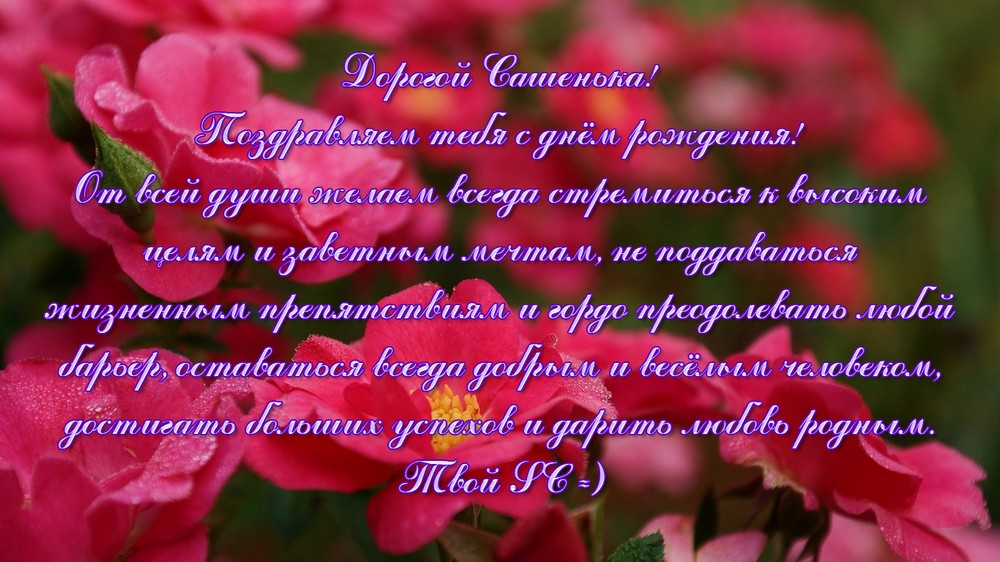 Дорогой Сашенька!
Поздравляем тебя с днём рождения!
От всей души желаем всегда стремиться к высоким
целям и заветным мечтам, не поддаваться
жизненным препятствиям и гордо преодолевать любой
барьер, оставаться всегда добрым и весёлым человеком,
достигать больших успехов и дарить любовь родным.
Твой SC =)